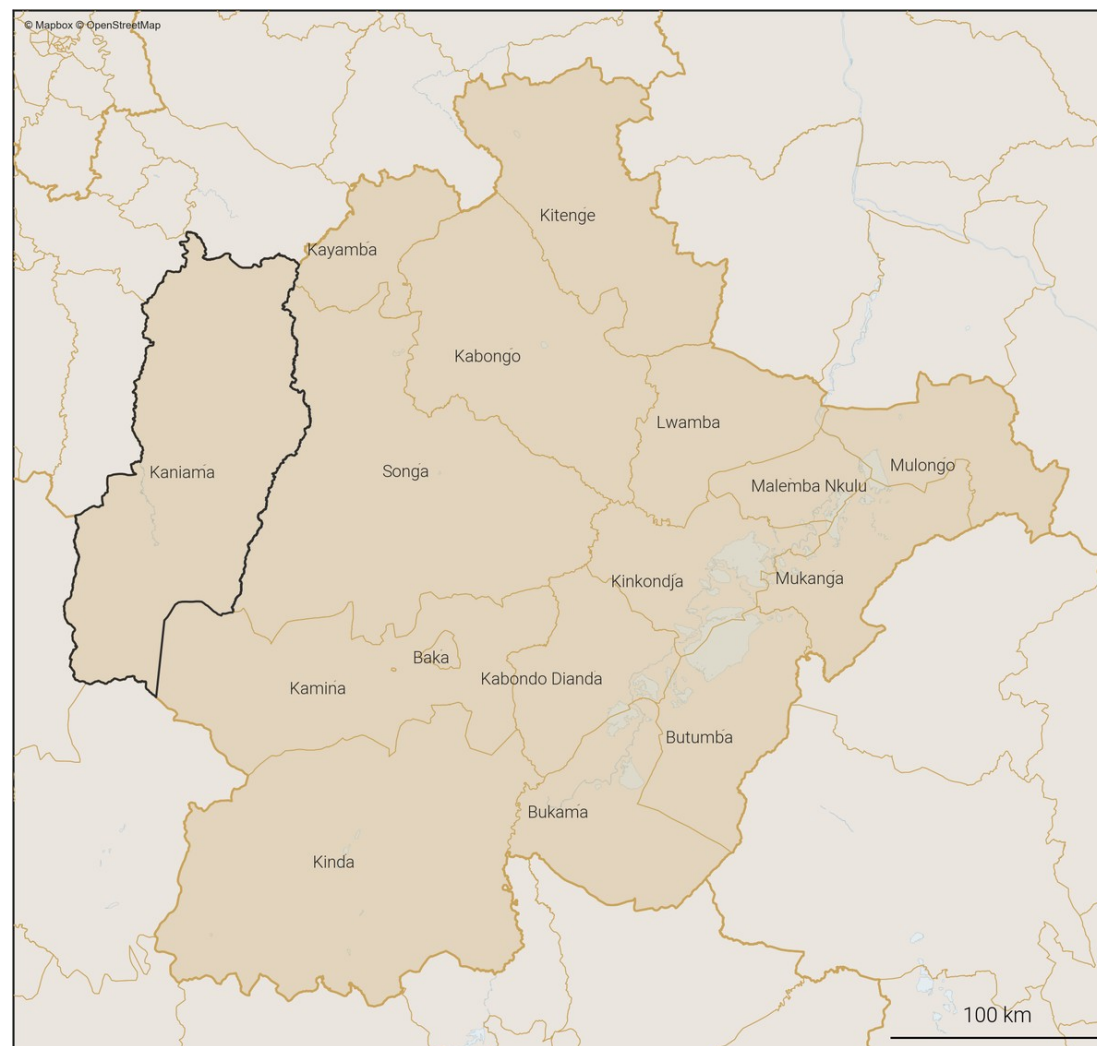 © Mapbox © OpenStreetMap
Kitenge
Kayamba
Kabongo
Lwamba
Kaniama
Songa
Mulongo
Malemba Nkulu
Kinkondja
Mukanga
Baka
Kamina
Kabondo Dianda
Butumba
Bukama
Kinda
100 km